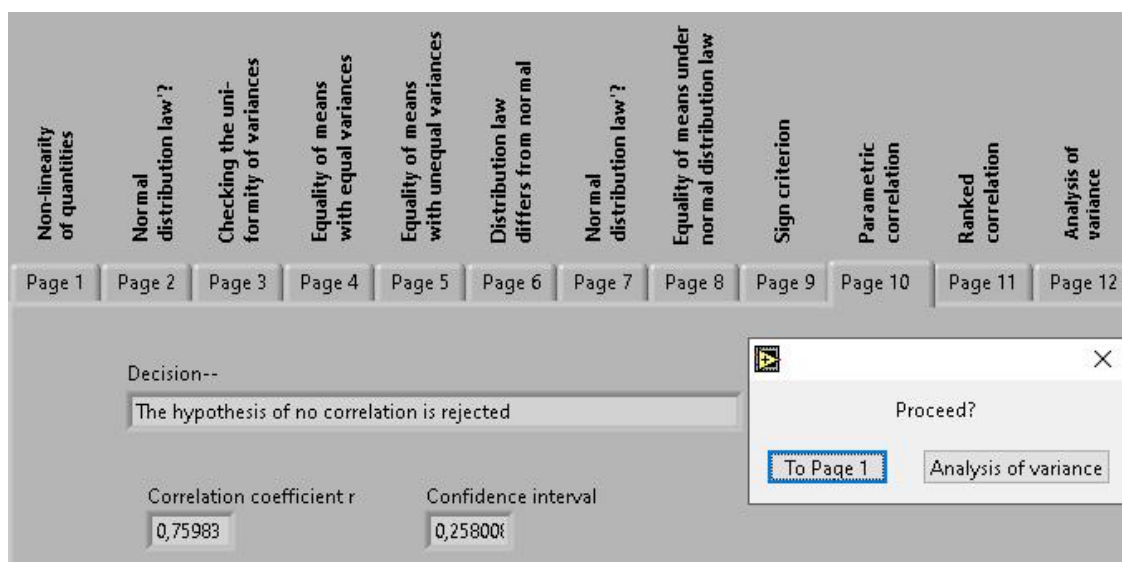 Non-linearity
of quantities
Normal
distribution law'?
Checking the uni-
formity of variances
Equality of means
with equal variances
Equality of means
with unequal variances
Distribution law
differs from normal
Normal
distribution law'?
Equality of means under
normal distribution law
Sign criterion
Parametric
correlation
Ranked
correlation
Analysis of
variance
Page 1 Page 2 Page 3 Page 4 Page 5 Page 6 Page 7 Page 8 Page 9 Page 10 Page 11 Page 12
Decision--
The hypothesis of no correlation is rejected
Proceed?
To Page 1 Analysis of variance
Correlation coefficient r Confidence interval
0,75983 0,258008